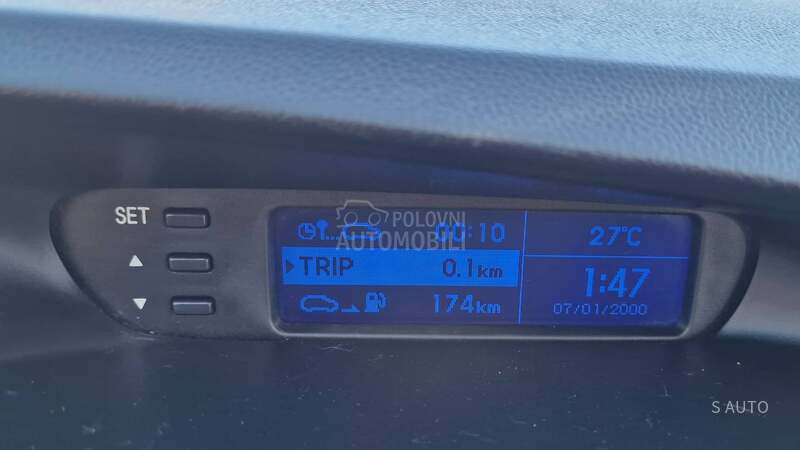 SET
00:10
27°C
TRIP 0.1km
1:47
174km
07/01/2000
POLOVNI
AUTOMOBILI
S AUTO